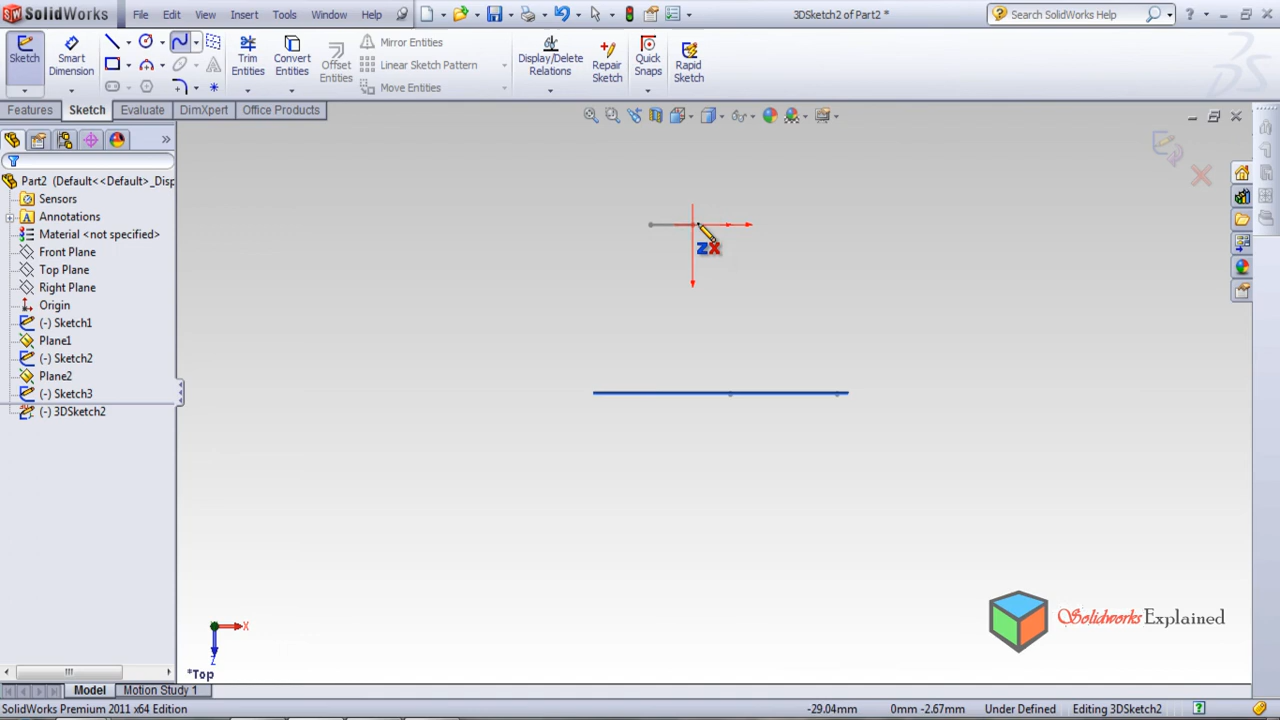 SolidWorks File Edit View Insert Tools Window Help 3DSketch2 of Part2 * Search SolidWorks Help
Sketch Smart Dimension Trim Entities Convert Entities Offset Entities Mirror Entities Linear Sketch Pattern Move Entities Display/Delete Relations Repair Sketch Quick Snaps Rapid Sketch
Features Sketch Evaluate DimXpert Office Products
Part2 (Default<<Default>_Disp
Sensors
Annotations
Material <not specified>
Front Plane
Top Plane
Right Plane
Origin
(-) Sketch1
Plane1
(-) Sketch2
Plane2
(-) Sketch3
(-) 3DSketch2
ZX
X
Z
*Top
Solidworks Explained
Model Motion Study 1
SolidWorks Premium 2011 x64 Edition -29.04mm 0mm -2.67mm Under Defined Editing 3DSketch2